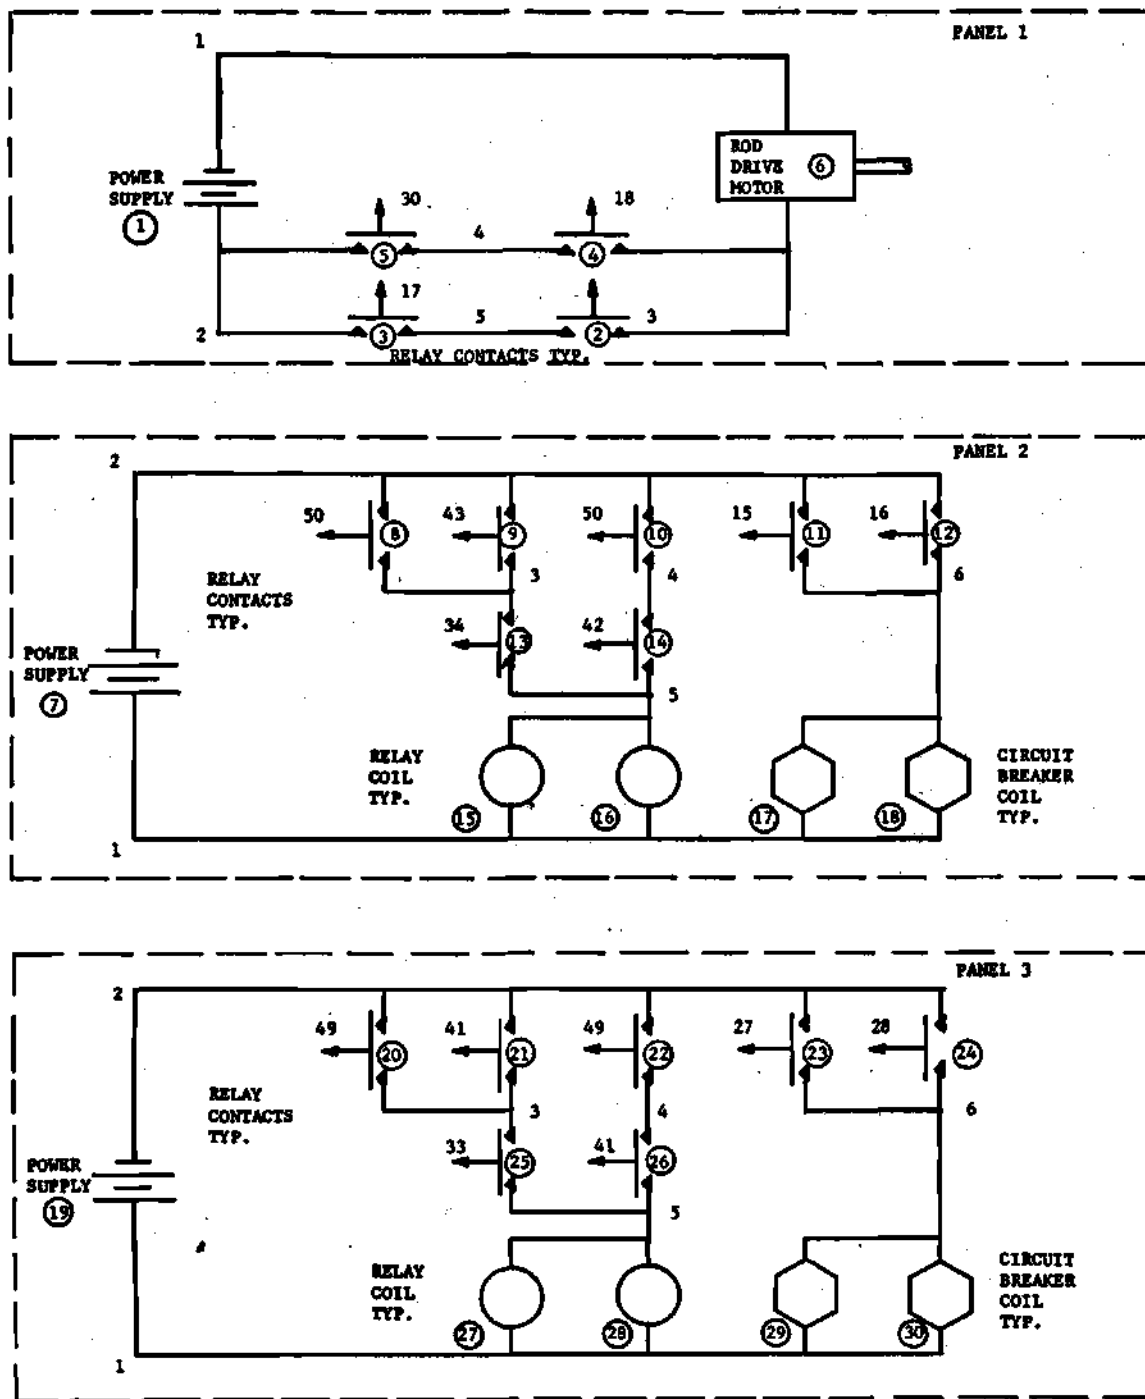 PANEL 1
1
ROD
DRIVE
MOTOR
6
POWER
SUPPLY
1
30
18
4
5
4
17
5
3
2
3
2
RELAY CONTACTS TYP.
PANEL 2
2
50
43
50
15
16
8
9
10
11
12
3
4
6
RELAY
CONTACTS
TYP.
34
42
13
14
POWER
SUPPLY
7
5
RELAY
COIL
TYP.
CIRCUIT
BREAKER
COIL
TYP.
15
16
17
18
1
PANEL 3
2
49
41
49
27
28
20
21
22
23
24
RELAY
CONTACTS
TYP.
3
4
6
33
41
25
26
POWER
SUPPLY
19
5
RELAY
COIL
TYP.
CIRCUIT
BREAKER
COIL
TYP.
27
28
29
30
1